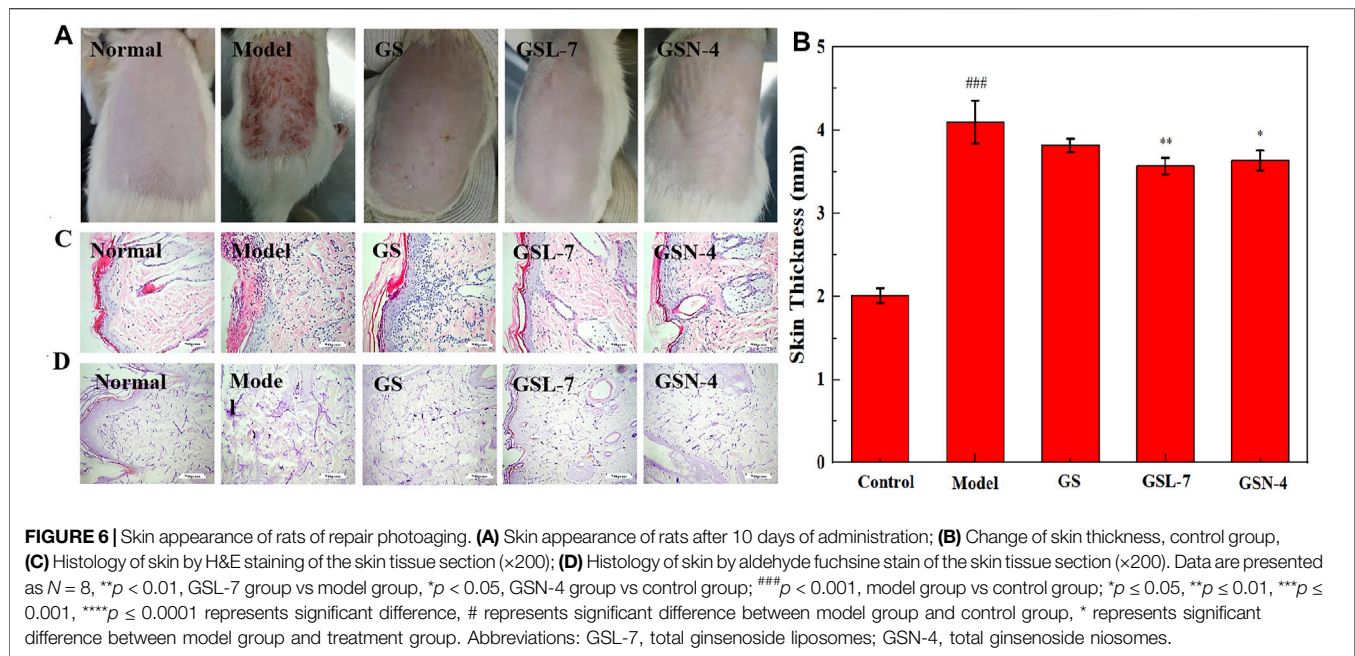 A
Normal
Model
GS
GSL-7
GSN-4
B
5
4
3
2
1
0
Skin Thickness (mm)
###
**
*
Control
Model
GS
GSL-7
GSN-4
C
Normal
Model
GS
GSL-7
GSN-4
D
Normal
Mode
l
GS
GSL-7
GSN-4
FIGURE 6 | Skin appearance of rats of repair photoaging. (A) Skin appearance of rats after 10 days of administration; (B) Change of skin thickness, control group,
(C) Histology of skin by H&E staining of the skin tissue section (×200); (D) Histology of skin by aldehyde fuchsine stain of the skin tissue section (×200). Data are presented
as N = 8, **p < 0.01, GSL-7 group vs model group, *p < 0.05, GSN-4 group vs control group; ###p < 0.001, model group vs control group; *p ≤ 0.05, **p ≤ 0.01, ***p ≤
0.001, ****p ≤ 0.0001 represents significant difference, # represents significant difference between model group and control group, * represents significant
difference between model group and treatment group. Abbreviations: GSL-7, total ginsenoside liposomes; GSN-4, total ginsenoside niosomes.